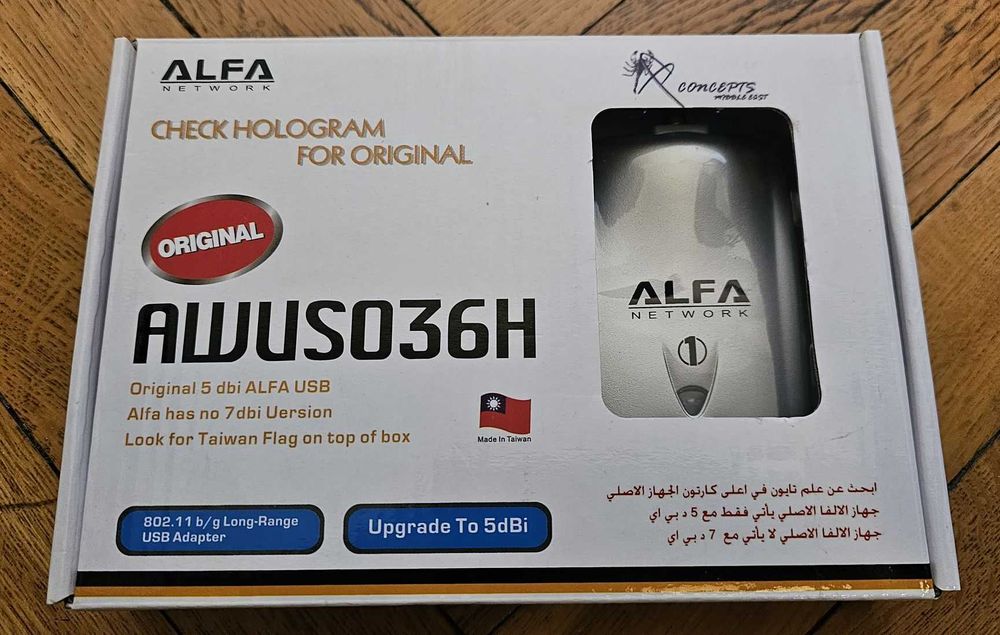 ALFA
NETWORK
CONCEPTS
MIDDLE EAST
CHECK HOLOGRAM
FOR ORIGINAL
ORIGINAL
AWUS036H
Original 5 dbi ALFA USB
Alfa has no 7dbi Uersion
Look for Taiwan Flag on top of box
Made In Taiwan
ALFA
NETWORK
1
802.11 b/g Long-Range
USB Adapter
Upgrade To 5dBi
ابحث عن علم تايون في اعلى كارتون الجهاز الاصلي
جهاز الالفا الاصلي يأتي فقط مع 5 د بي اي
جهاز الالفا الاصلي لا يأتي مع 7 د بي اي